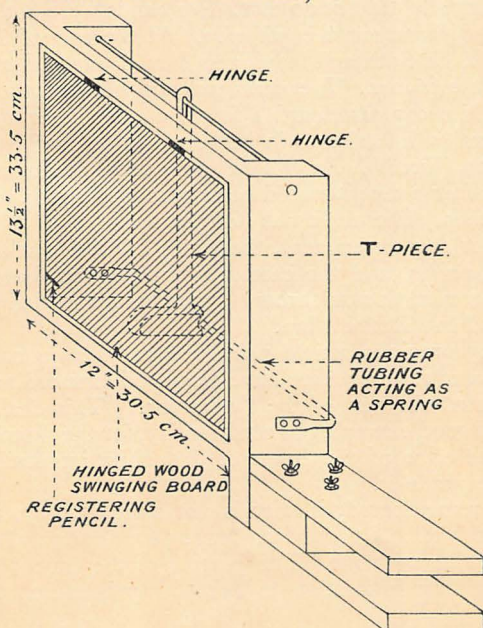 HINGE.
HINGE.
13½" = 33.5 cm.
T-PIECE.
RUBBER
TUBING
ACTING AS
A SPRING
12" = 30.5 cm.
HINGED WOOD
SWINGING BOARD
REGISTERING
PENCIL.